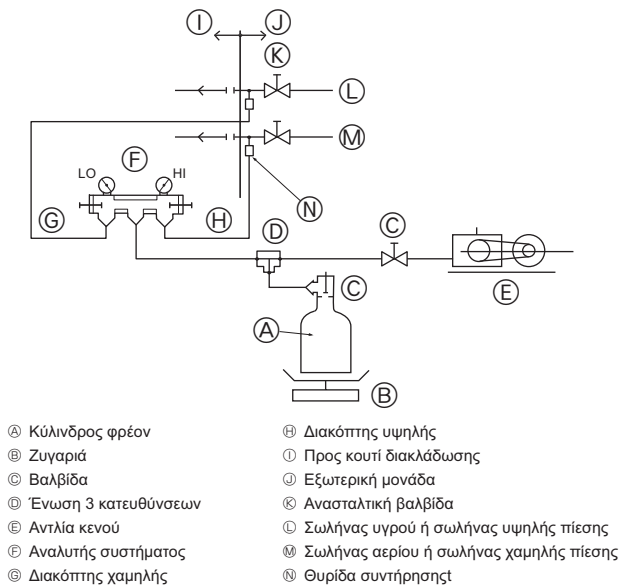 I J
K
L
M
F
LO HI
G H N
D C
E
C
A
B
Ⓐ Κύλινδρος φρέον
Ⓑ Ζυγαριά
Ⓒ Βαλβίδα
Ⓓ Ένωση 3 κατευθύνσεων
Ⓔ Αντλία κενού
Ⓕ Αναλυτής συστήματος
Ⓖ Διακόπτης χαμηλής
Ⓗ Διακόπτης υψηλής
Ⓘ Προς κουτί διακλάδωσης
Ⓙ Εξωτερική μονάδα
Ⓚ Ανασταλτική βαλβίδα
Ⓛ Σωλήνας υγρού ή σωλήνας υψηλής πίεσης
Ⓜ Σωλήνας αερίου ή σωλήνας χαμηλής πίεσης
Ⓝ Θυρίδα συντήρησηςt